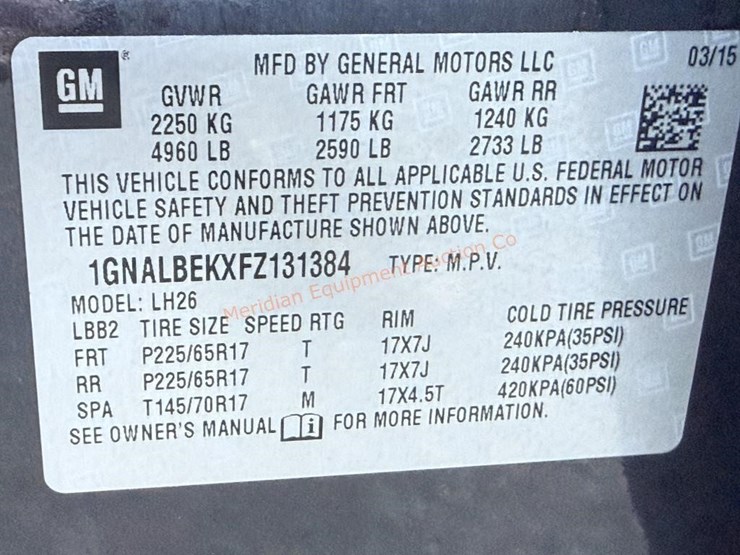 GM ® MFD BY GENERAL MOTORS LLC 03/15
GVWR GAWR FRT GAWR RR
2250 KG 1175 KG 1240 KG
4960 LB 2590 LB 2733 LB
THIS VEHICLE CONFORMS TO ALL APPLICABLE U.S. FEDERAL MOTOR
VEHICLE SAFETY AND THEFT PREVENTION STANDARDS IN EFFECT ON
THE DATE OF MANUFACTURE SHOWN ABOVE.
1GNALBEKXFZ131384 TYPE: M.P.V.
Meridian Equipment Auction Co
MODEL: LH26
LBB2 TIRE SIZE SPEED RTG RIM COLD TIRE PRESSURE
FRT P225/65R17 T 17X7J 240KPA(35PSI)
RR P225/65R17 T 17X7J 240KPA(35PSI)
SPA T145/70R17 M 17X4.5T 420KPA(60PSI)
SEE OWNER'S MANUAL i FOR MORE INFORMATION.